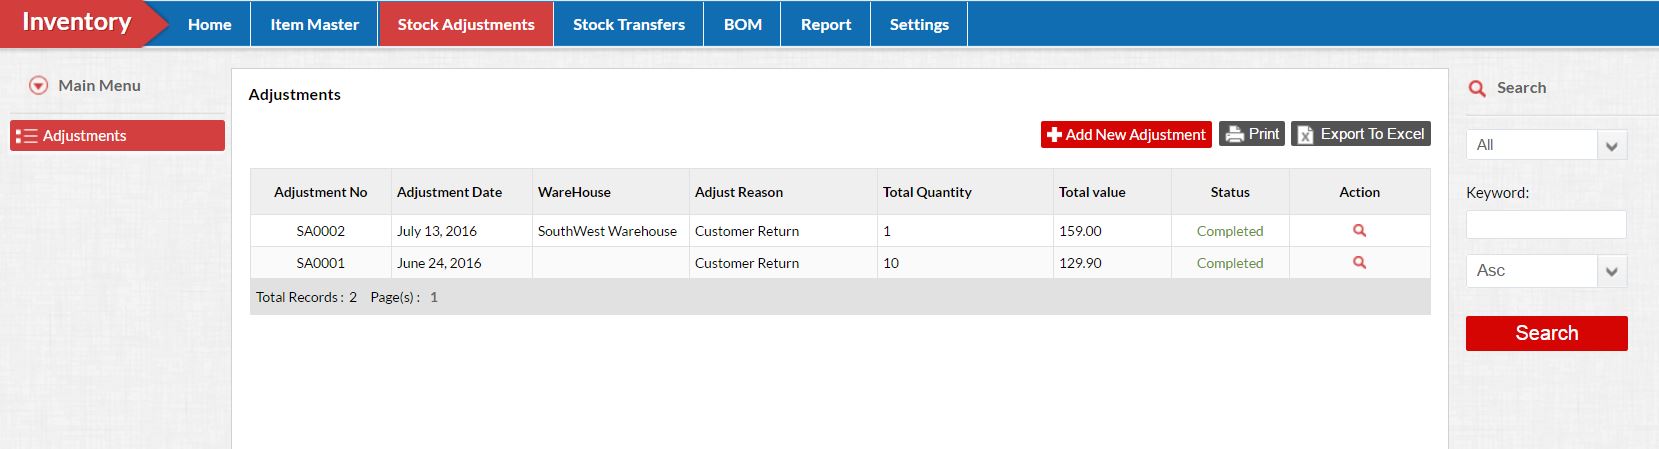 Inventory Home Item Master Stock Adjustments Stock Transfers BOM Report Settings
Main Menu
Adjustments
Adjustments
Add New Adjustment Print Export To Excel
Adjustment No Adjustment Date WareHouse Adjust Reason Total Quantity Total value Status Action
SA0002 July 13, 2016 SouthWest Warehouse Customer Return 1 159.00 Completed
SA0001 June 24, 2016 Customer Return 10 129.90 Completed
Total Records : 2 Page(s) : 1
Search
All
Keyword:
Asc
Search